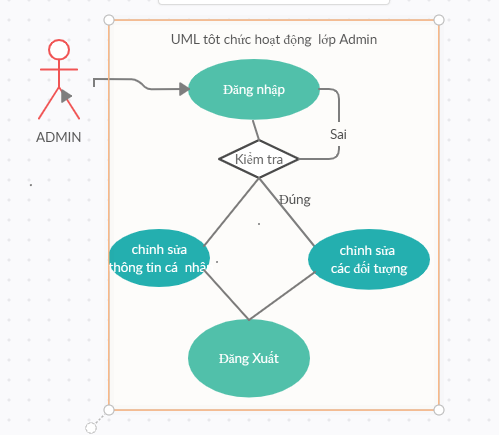 UML tôt chức hoạt động lớp Admin
Đăng nhập
ADMIN
Sai
Kiểm tra
Đúng
chỉnh sửa
thông tin cá nhâ
chỉnh sửa
các đối tượng
Đăng Xuất